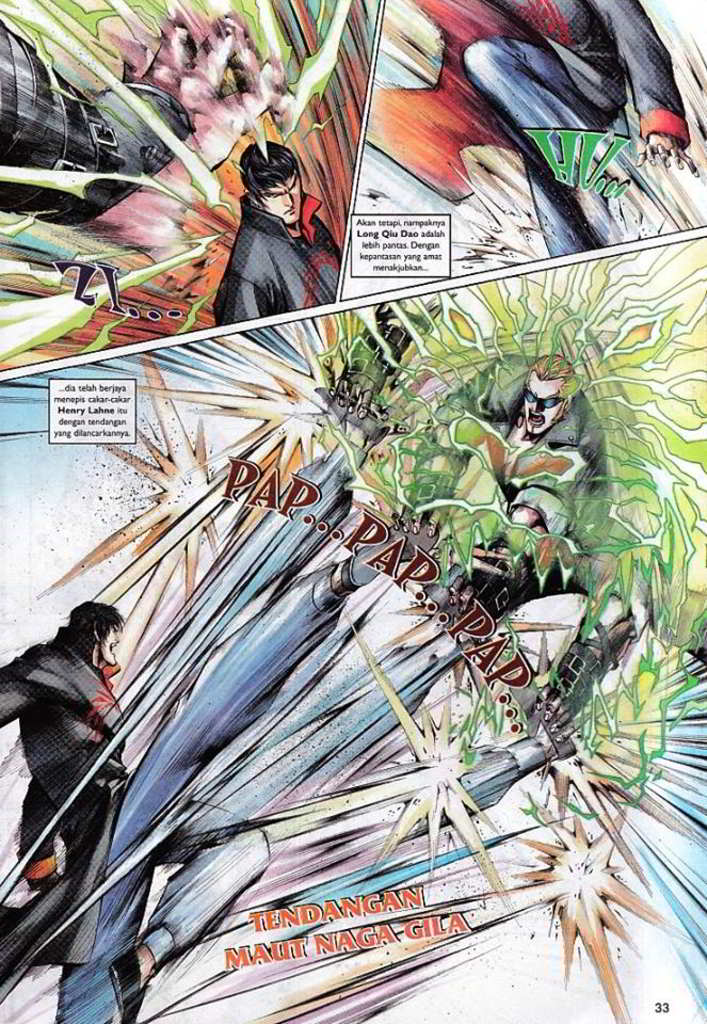 ZI...
Akan tetapi, nampaknya
Long Qiu Dao adalah
lebih pantas. Dengan
kepantasan yang amat
menakjubkan...
HU...
...dia telah berjaya
menepis cakar-cakar
Henry Lahne itu
dengan tendangan
yang dilancarkannya.
PAP...PAP...PAP...PAP...
TENDANGAN
MAUT NAGA GILA
33